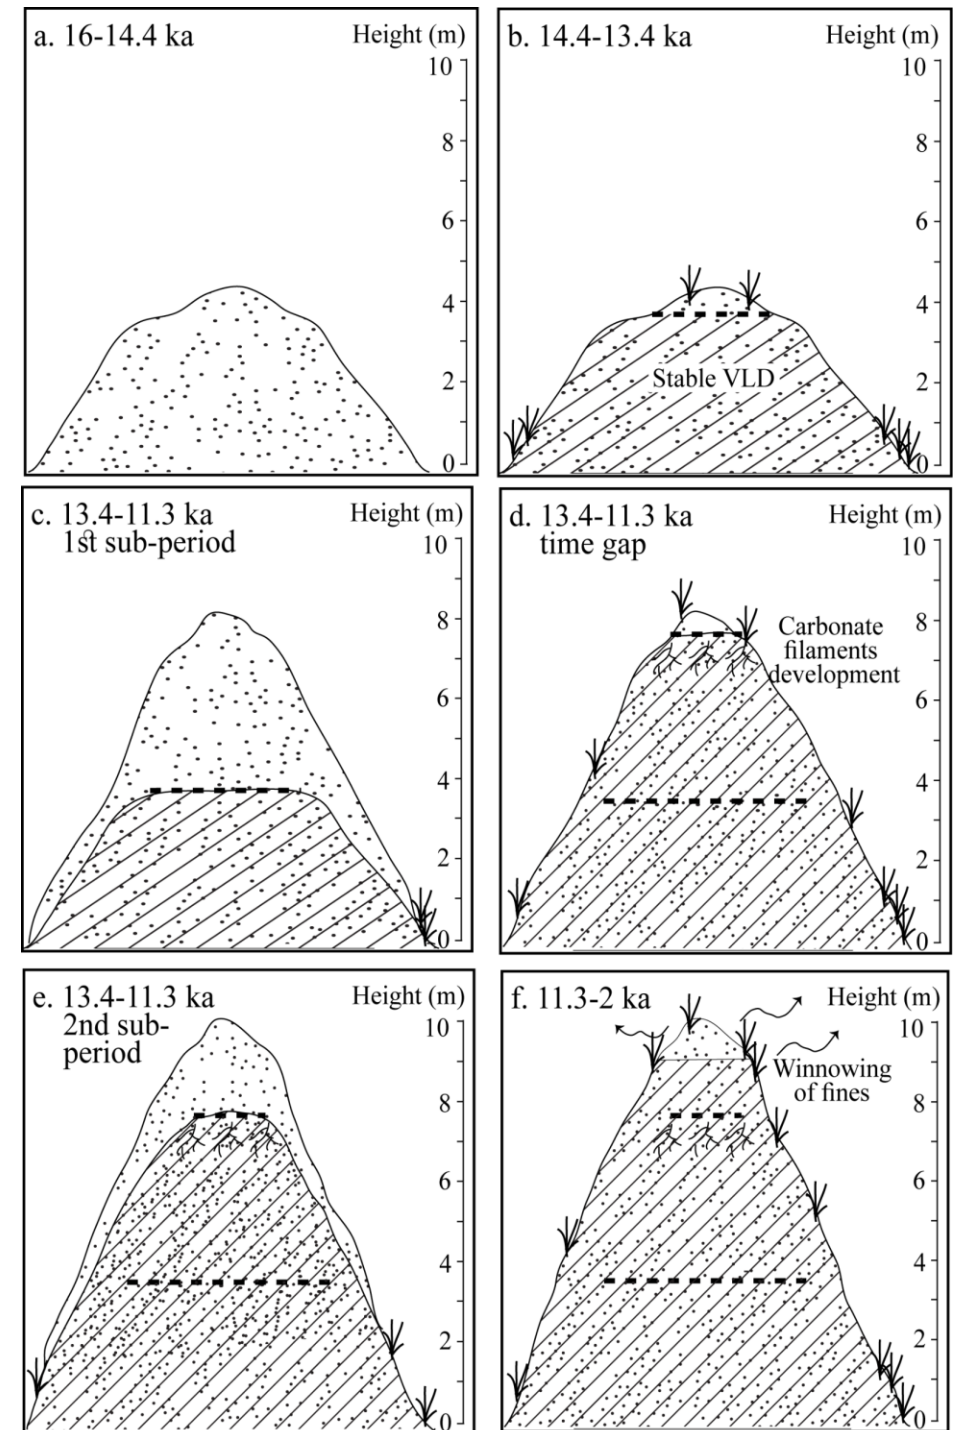 a. 16-14.4 ka
Height (m)
10
8
6
4
2
0
b. 14.4-13.4 ka
Height (m)
10
8
6
4
2
0
Stable VLD
c. 13.4-11.3 ka
1st sub-period
Height (m)
10
8
6
4
2
0
d. 13.4-11.3 ka
time gap
Height (m)
10
8
6
4
2
0
Carbonate
filaments
development
e. 13.4-11.3 ka
2nd sub-
period
Height (m)
10
8
6
4
2
0
f. 11.3-2 ka
Height (m)
10
8
6
4
2
0
Winnowing
of fines